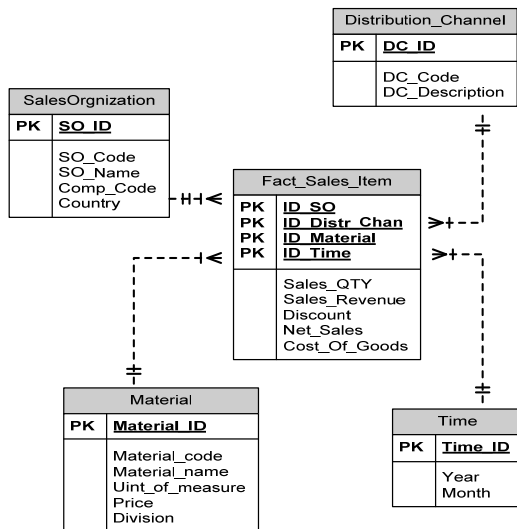 Distribution_Channel
PK DC_ID
DC_Code
DC_Description
SalesOrgnization
PK SO_ID
SO_Code
SO_Name
Comp_Code
Country
Fact_Sales_Item
PK ID_SO
PK ID_Distr_Chan
PK ID_Material
PK ID_Time
Sales_QTY
Sales_Revenue
Discount
Net_Sales
Cost_Of_Goods
Material
PK Material_ID
Material_code
Material_name
Uint_of_measure
Price
Division
Time
PK Time_ID
Year
Month